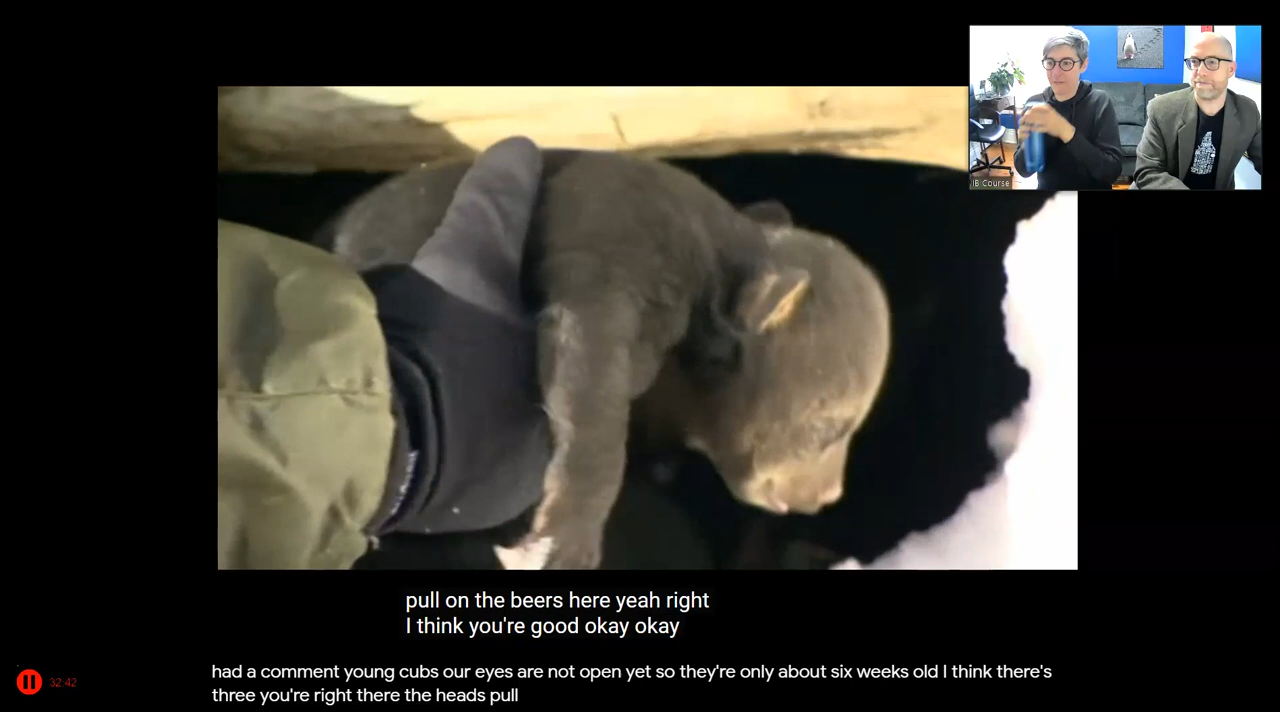 IB Course
pull on the beers here yeah right
I think you're good okay okay
had a comment young cubs our eyes are not open yet so they're only about six weeks old I think there's
three you're right there the heads pull
32:42